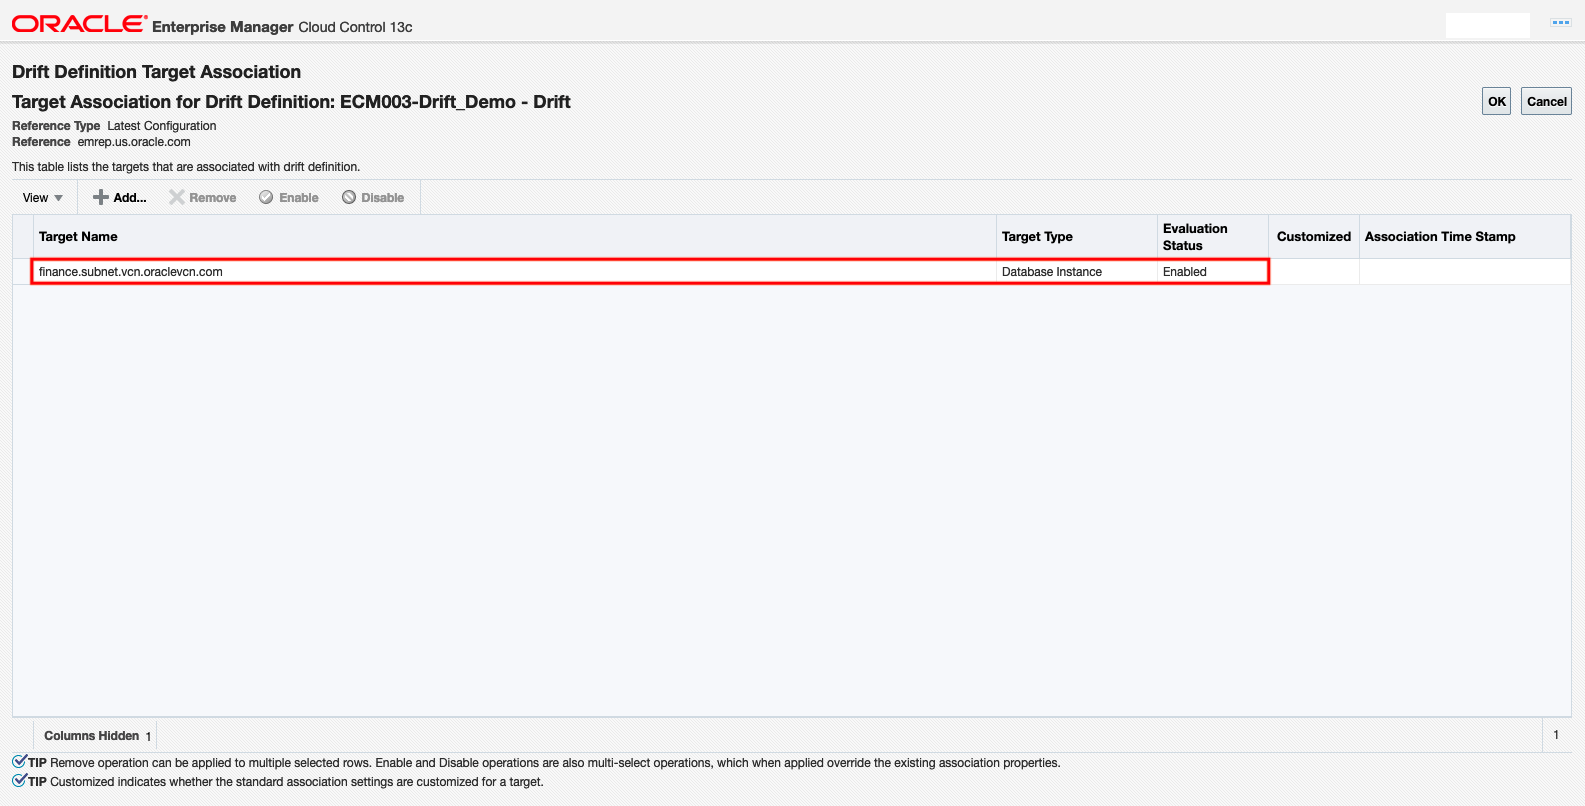 ORACLE Enterprise Manager Cloud Control 13c
Drift Definition Target Association
Target Association for Drift Definition: ECM003-Drift_Demo - Drift
OK Cancel
Reference Type Latest Configuration
Reference emrep.us.oracle.com
This table lists the targets that are associated with drift definition.
View Add... Remove Enable Disable
Target Name Target Type Evaluation Status Customized Association Time Stamp
finance.subnet.vcn.oraclevcn.com Database Instance Enabled
Columns Hidden 1 1
TIP Remove operation can be applied to multiple selected rows. Enable and Disable operations are also multi-select operations, which when applied override the existing association properties.
TIP Customized indicates whether the standard association settings are customized for a target.